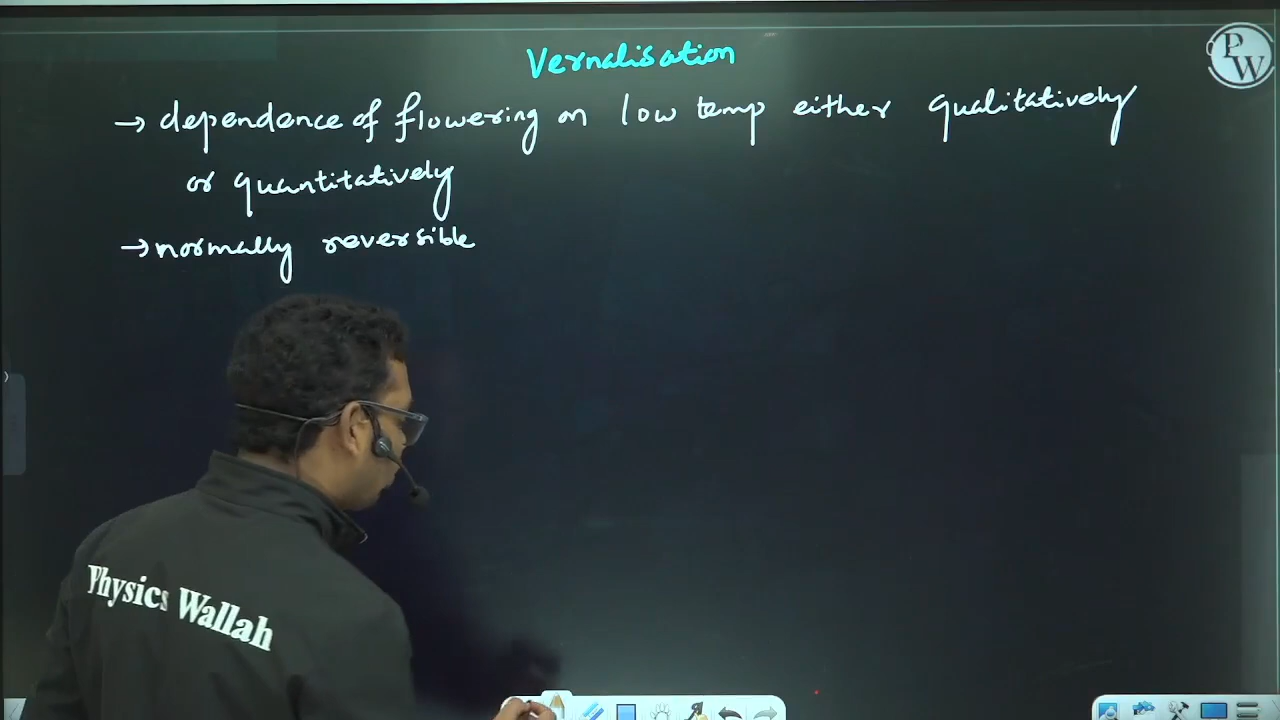 Vernalisation
PW
→ dependence of flowering on low temp either qualitatively
or quantitatively
→ normally reversible
Physics Wallah